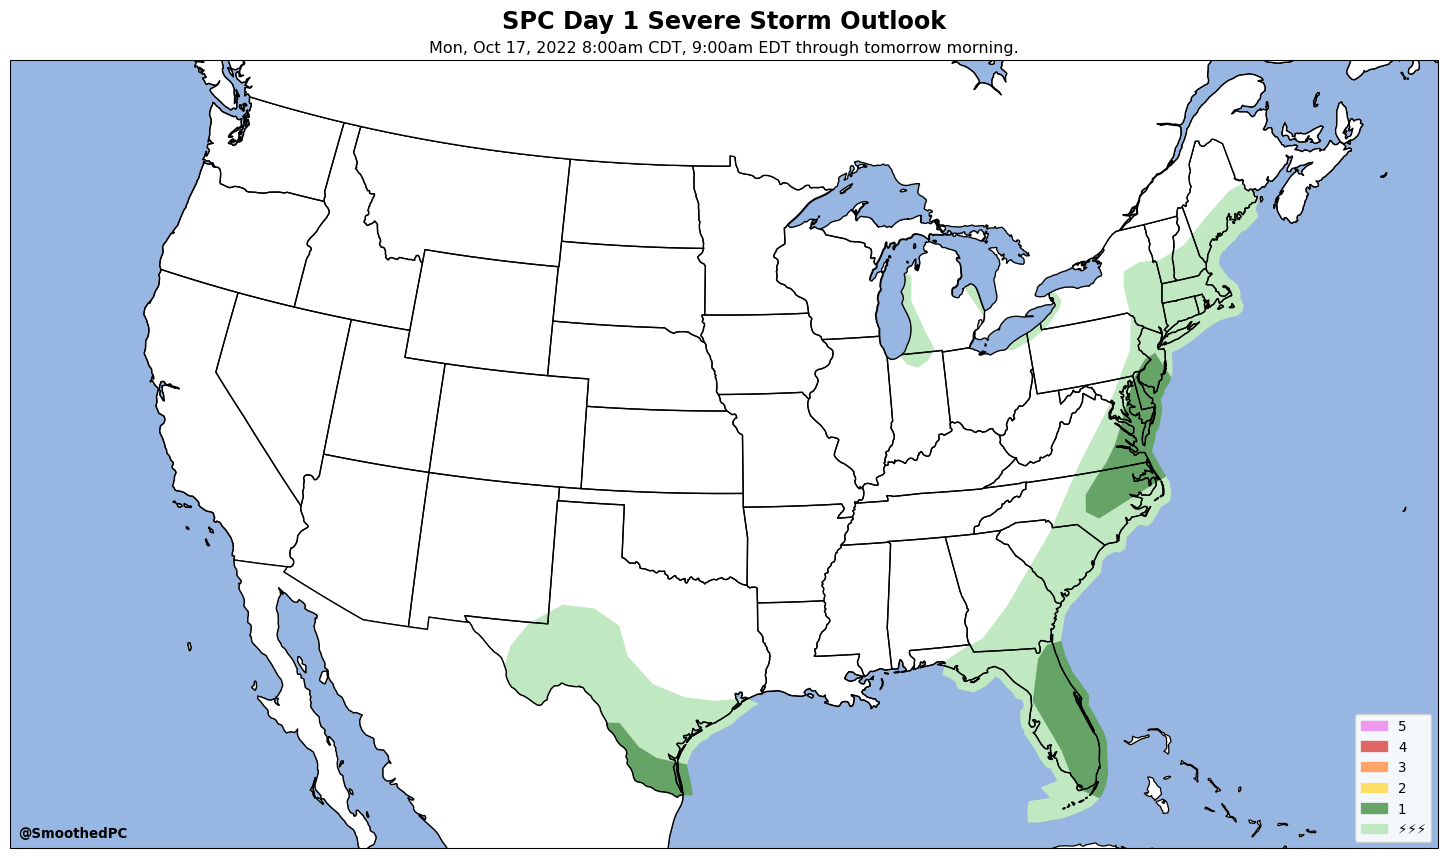 SPC Day 1 Severe Storm Outlook
Mon, Oct 17, 2022 8:00am CDT, 9:00am EDT through tomorrow morning.
5
4
3
2
1
⚡⚡⚡
@SmoothedPC